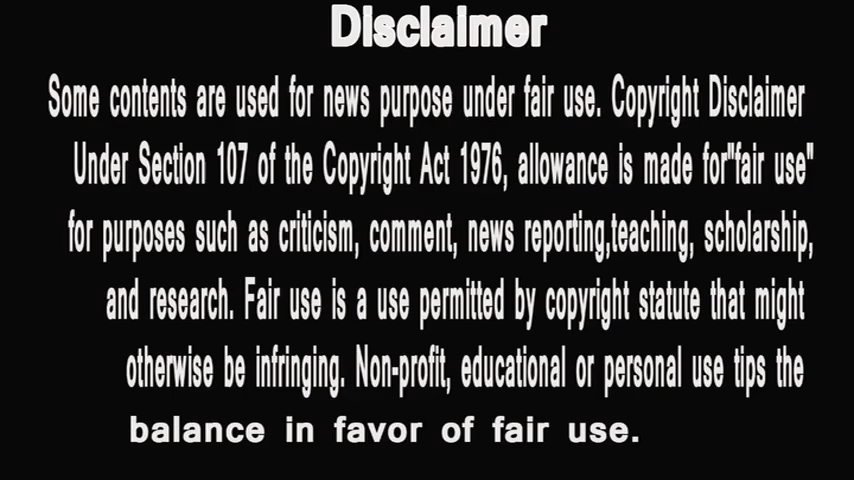 Disclaimer
Some contents are used for news purpose under fair use. Copyright Disclaimer
Under Section 107 of the Copyright Act 1976, allowance is made for"fair use"
for purposes such as criticism, comment, news reporting,teaching, scholarship,
and research. Fair use is a use permitted by copyright statute that might
otherwise be infringing. Non-profit, educational or personal use tips the
balance in favor of fair use.